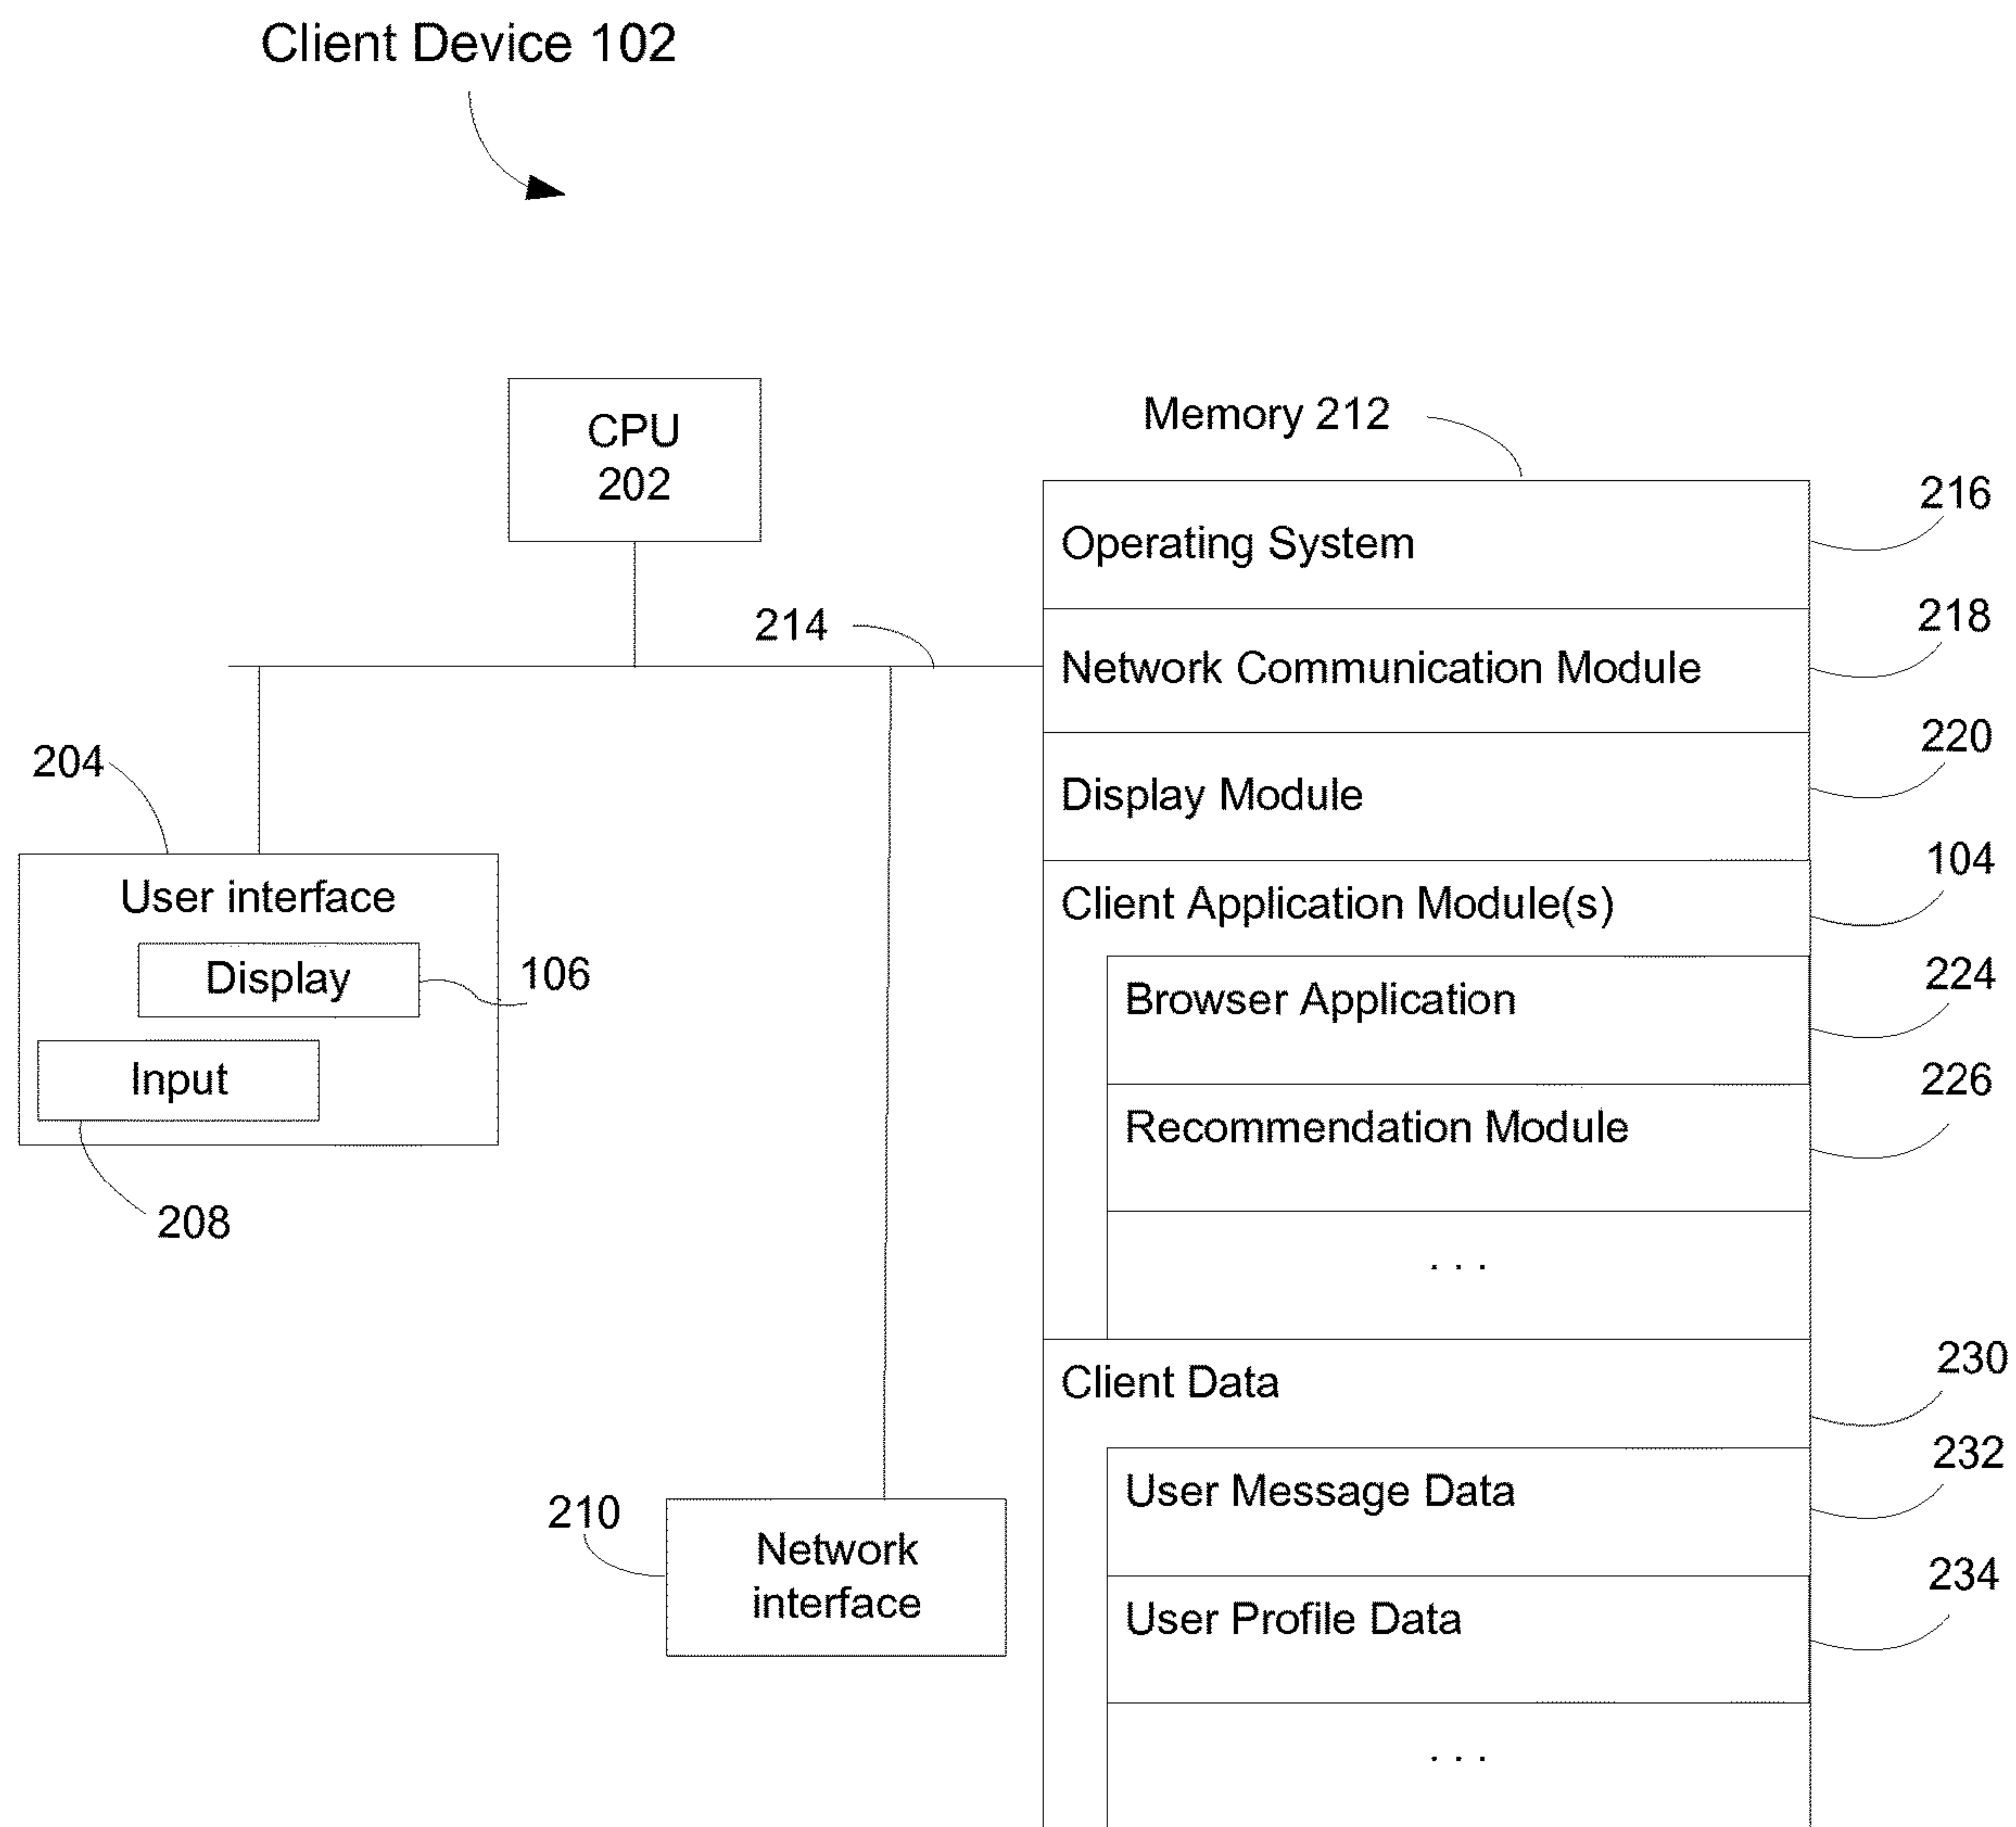 Client Device 102
CPU
202
Memory 212
216
Operating System
214
218
Network Communication Module
220
Display Module
204
User interface
Display
106
Input
208
104
Client Application Module(s)
224
Browser Application
226
Recommendation Module
. . .
230
Client Data
232
User Message Data
210
Network
interface
234
User Profile Data
. . .